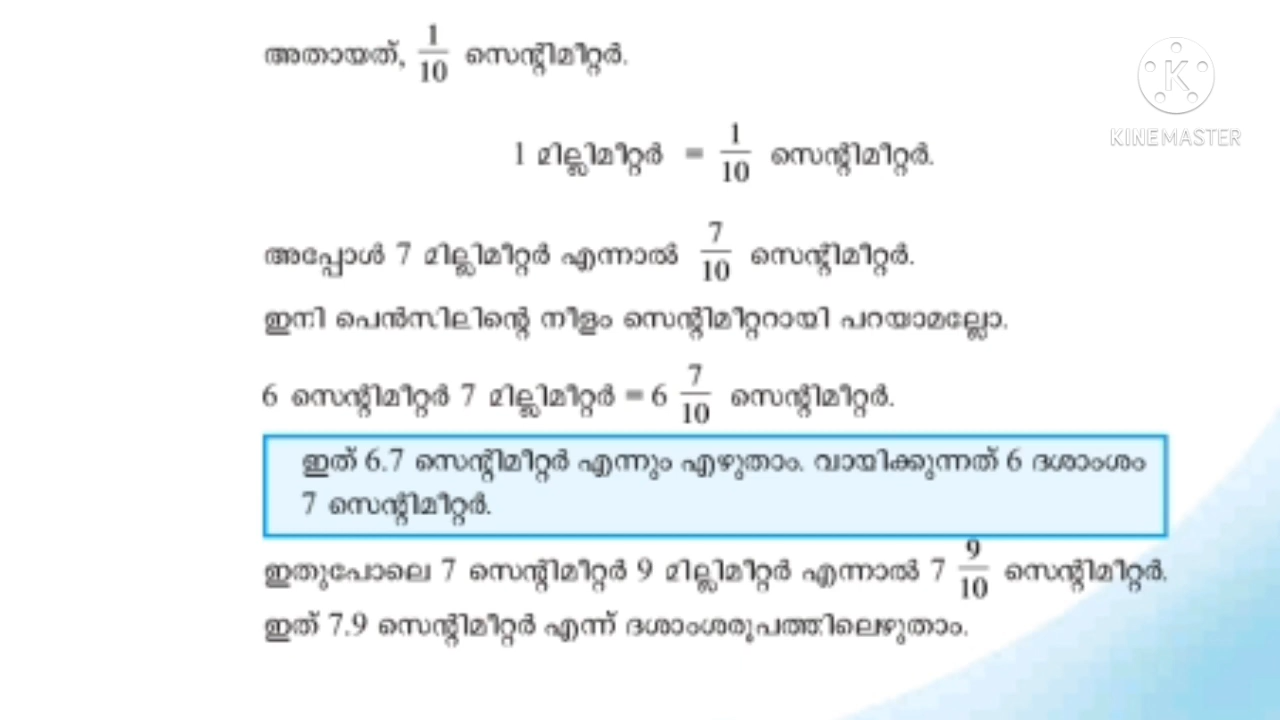 അതായത്, 1/10 സെന്റിമീറ്റർ.
KINEMASTER
1 മില്ലിമീറ്റർ = 1/10 സെന്റിമീറ്റർ.
അപ്പോൾ 7 മില്ലിമീറ്റർ എന്നാൽ 7/10 സെന്റിമീറ്റർ.
ഇനി പെൻസിലിന്റെ നീളം സെന്റിമീറ്ററായി പറയാമല്ലോ.
6 സെന്റിമീറ്റർ 7 മില്ലിമീറ്റർ = 6 7/10 സെന്റിമീറ്റർ.
ഇത് 6.7 സെന്റിമീറ്റർ എന്നും എഴുതാം. വായിക്കുന്നത് 6 ദശാംശം
7 സെന്റിമീറ്റർ.
ഇതുപോലെ 7 സെന്റിമീറ്റർ 9 മില്ലിമീറ്റർ എന്നാൽ 7 9/10 സെന്റിമീറ്റർ.
ഇത് 7.9 സെന്റിമീറ്റർ എന്ന് ദശാംശരൂപത്തിലെഴുതാം.